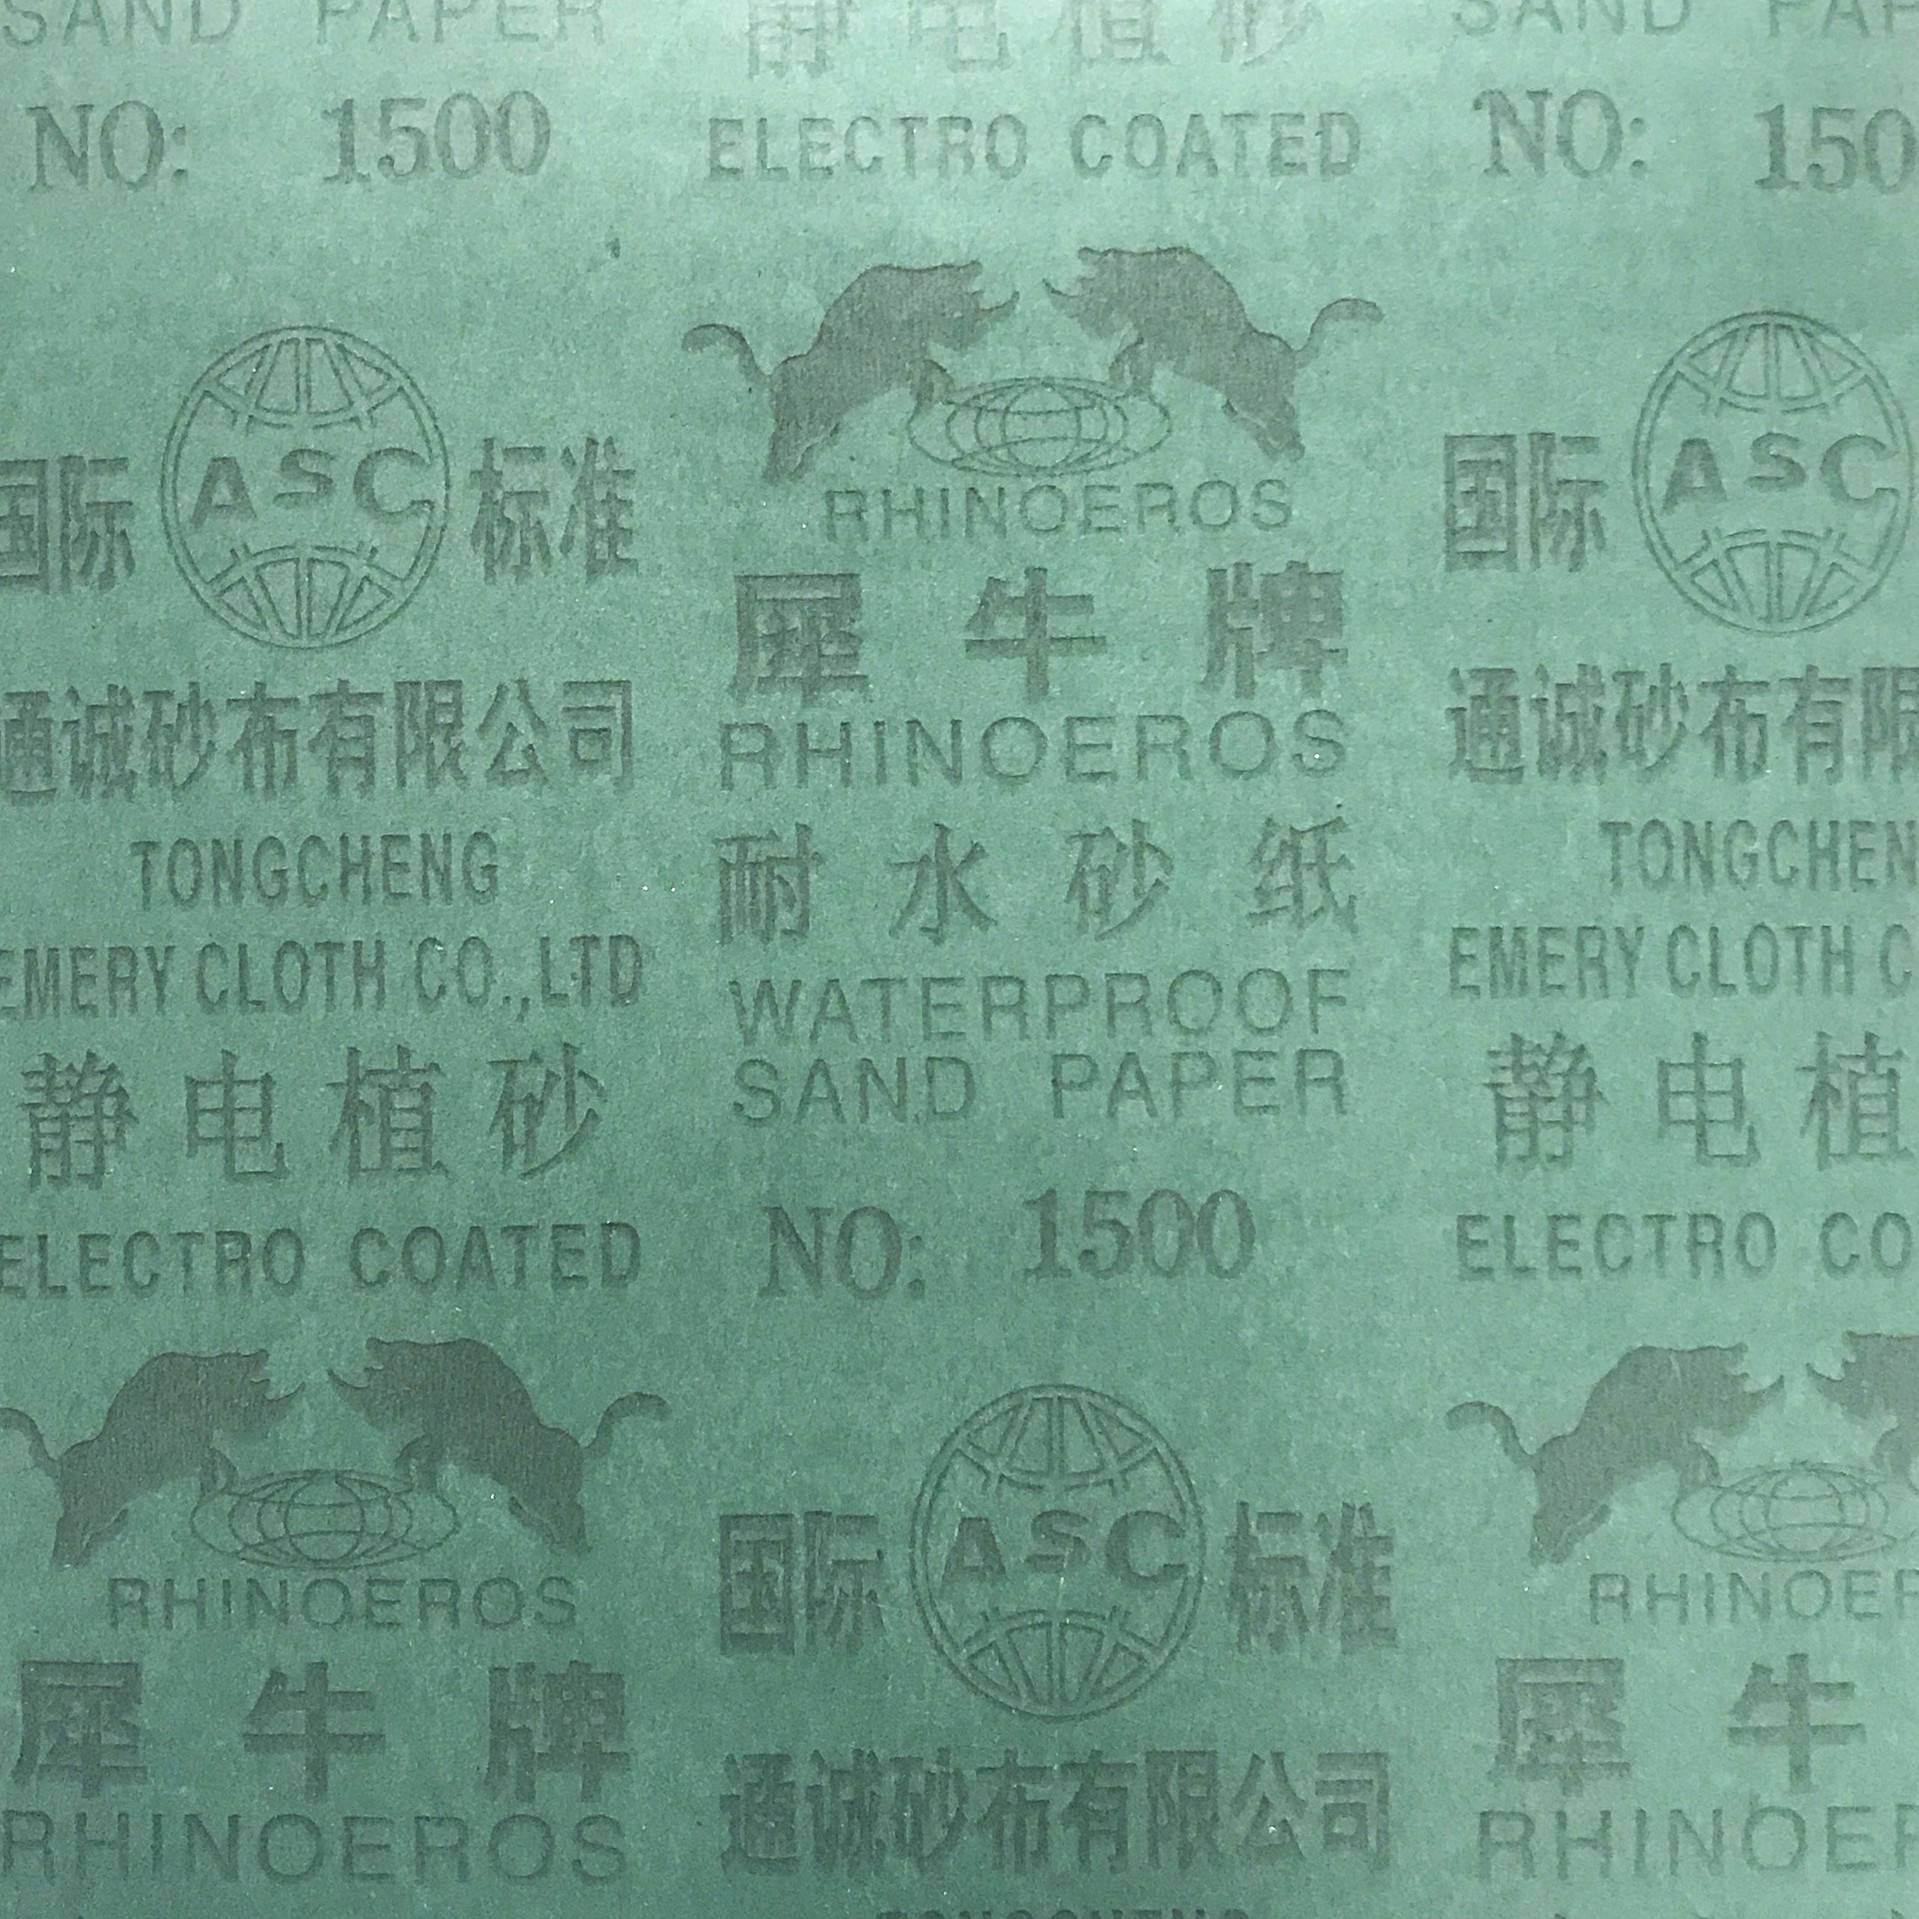 SAND PAPER
NO: 1500
静电植砂
ELECTRO COATED
SAND PAP
NO: 150
国际 ASC 标准
通诚砂布有限公司
TONGCHENG
EMERY CLOTH CO.,LTD
静电植砂
ELECTRO COATED
RHINOEROS
犀牛牌
RHINOEROS
耐水砂纸
WATERPROOF
SAND PAPER
NO: 1500
国际 ASC
通诚砂布有限
TONGCHEN
EMERY CLOTH C
静电植
ELECTRO CO
RHINOEROS
犀牛牌
RHINOEROS
国际 ASC 标准
通诚砂布有限公司
TONGCHENG
RHINOER
犀牛
RHINOER